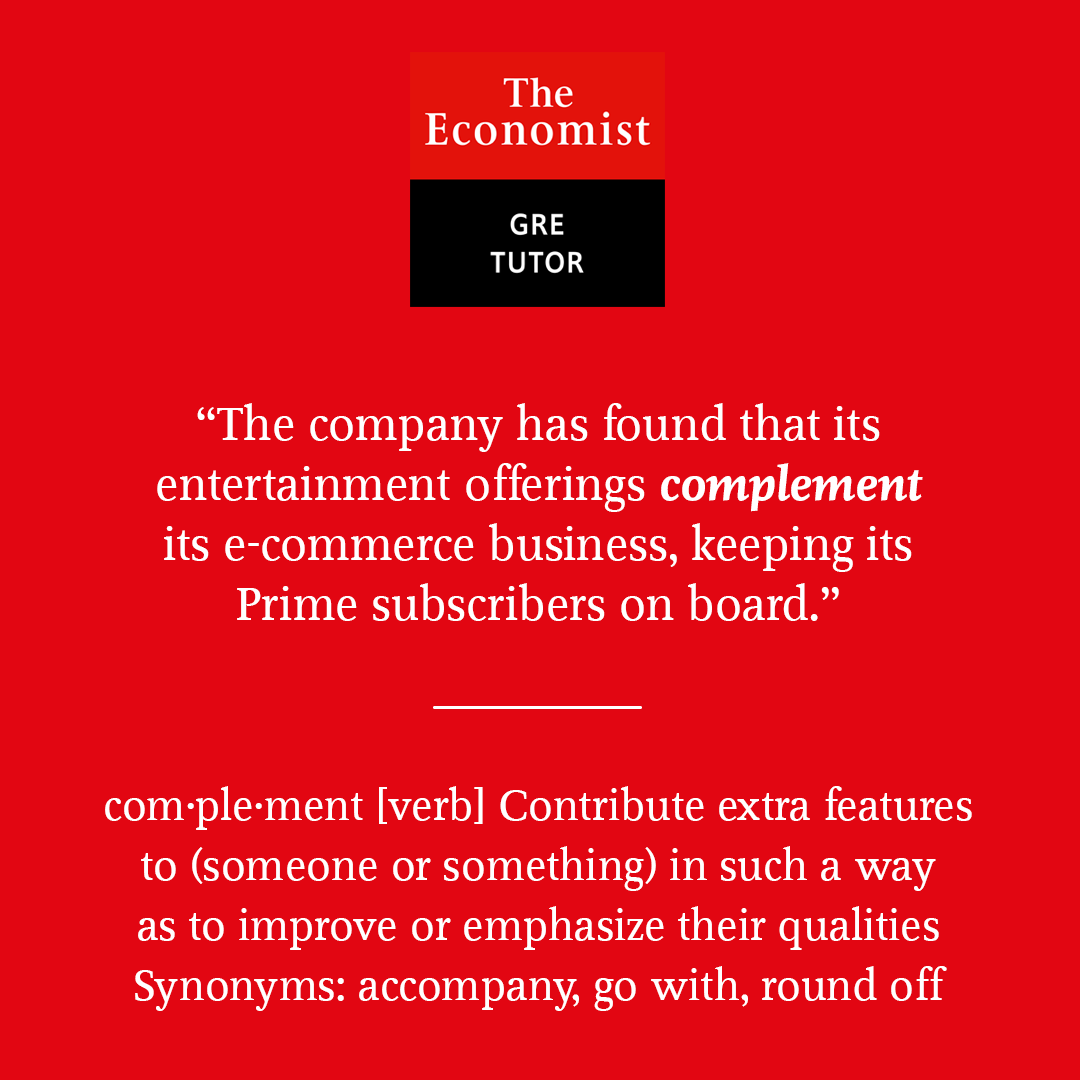 The
Economist
GRE
TUTOR
“The company has found that its
entertainment offerings complement
its e-commerce business, keeping its
Prime subscribers on board.”
com·ple·ment [verb] Contribute extra features
to (someone or something) in such a way
as to improve or emphasize their qualities
Synonyms: accompany, go with, round off